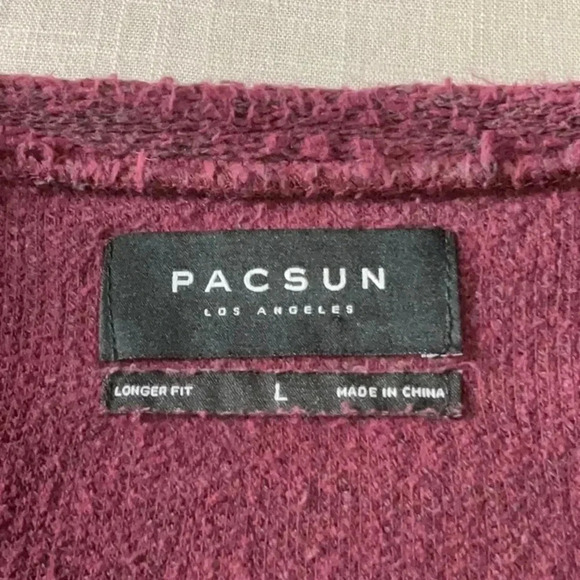 PACSUN
LOS ANGELES
LONGER FIT L MADE IN CHINA